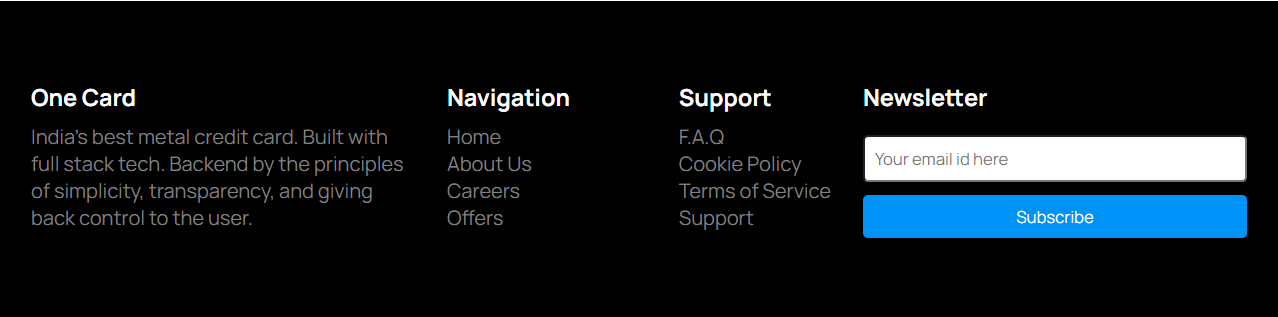 One Card
India's best metal credit card. Built with
full stack tech. Backend by the principles
of simplicity, transparency, and giving
back control to the user.
Navigation
Home
About Us
Careers
Offers
Support
F.A.Q
Cookie Policy
Terms of Service
Support
Newsletter
Your email id here
Subscribe